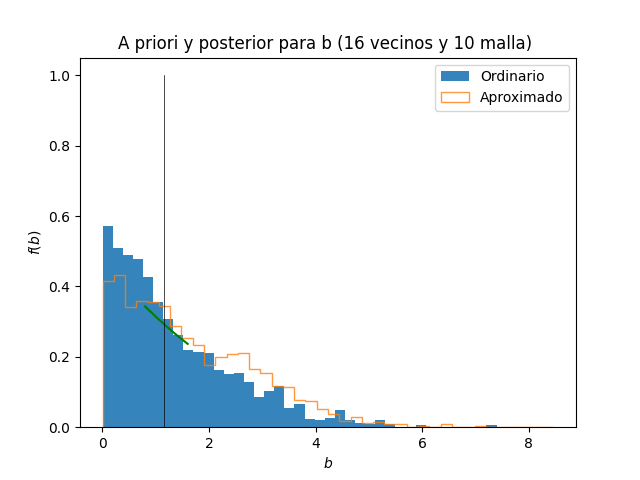 A priori y posterior para b (16 vecinos y 10 malla)
Ordinario
Aproximado
f(b)
1.0
0.8
0.6
0.4
0.2
0.0
0 2 4 6 8
b